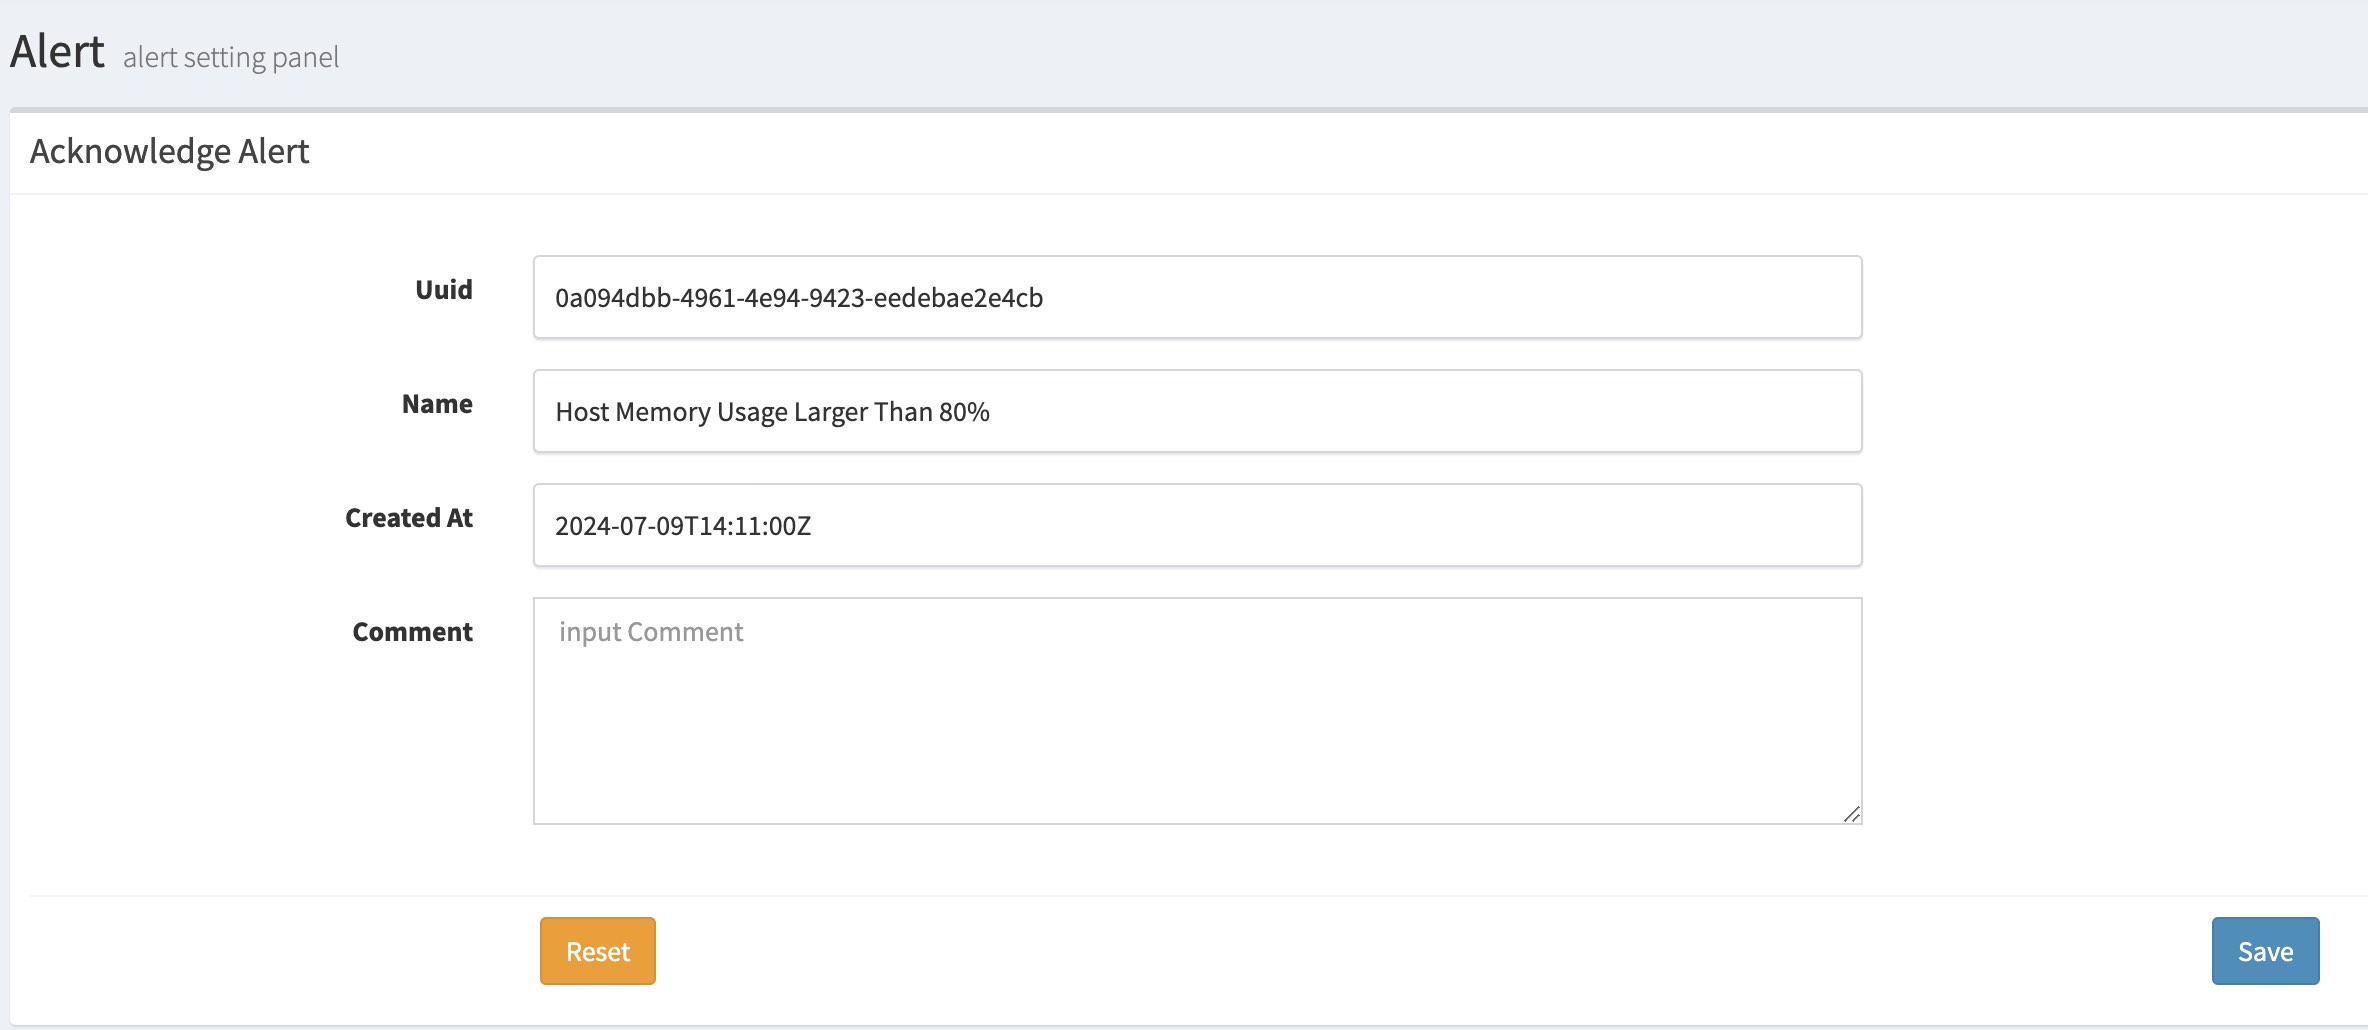 Alert alert setting panel
Acknowledge Alert
Uuid 0a094dbb-4961-4e94-9423-eedebae2e4cb
Name Host Memory Usage Larger Than 80%
Created At 2024-07-09T14:11:00Z
Comment input Comment
Reset Save